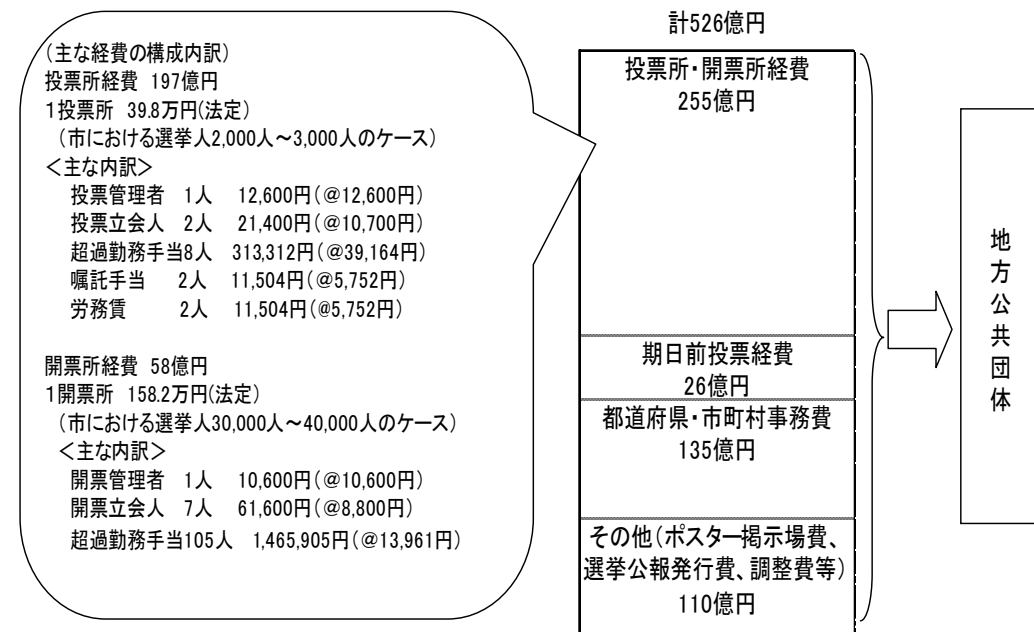 (主な経費の構成内訳)
投票所経費 197億円
1投票所 39.8万円(法定)
(市における選挙人2,000人～3,000人のケース)
＜主な内訳＞
投票管理者 1人 12,600円(@12,600円)
投票立会人 2人 21,400円(@10,700円)
超過勤務手当8人 313,312円(@39,164円)
嘱託手当 2人 11,504円(@5,752円)
労務賃 2人 11,504円(@5,752円)
開票所経費 58億円
1開票所 158.2万円(法定)
(市における選挙人30,000人～40,000人のケース)
＜主な内訳＞
開票管理者 1人 10,600円(@10,600円)
開票立会人 7人 61,600円(@8,800円)
超過勤務手当105人 1,465,905円(@13,961円)
計526億円
投票所・開票所経費
255億円
期日前投票経費
26億円
都道府県・市町村事務費
135億円
その他(ポスター掲示場費、
選挙公報発行費、調整費等)
110億円
地方公共団体